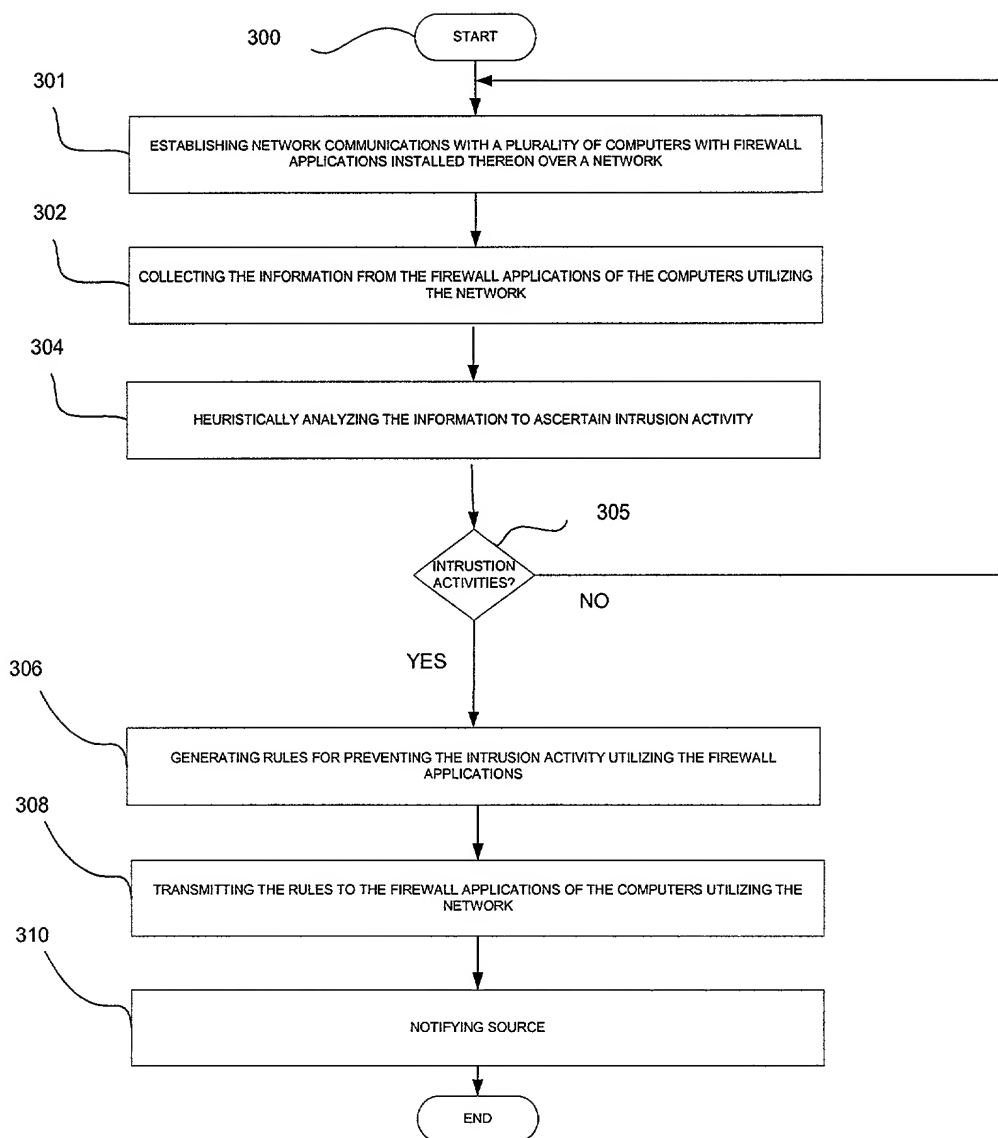 300
START
301
ESTABLISHING NETWORK COMMUNICATIONS WITH A PLURALITY OF COMPUTERS WITH FIREWALL
APPLICATIONS INSTALLED THEREON OVER A NETWORK
302
COLLECTING THE INFORMATION FROM THE FIREWALL APPLICATIONS OF THE COMPUTERS UTILIZING
THE NETWORK
304
HEURISTICALLY ANALYZING THE INFORMATION TO ASCERTAIN INTRUSION ACTIVITY
305
INTRUSTION
ACTIVITIES?
NO
YES
306
GENERATING RULES FOR PREVENTING THE INTRUSION ACTIVITY UTILIZING THE FIREWALL
APPLICATIONS
308
TRANSMITTING THE RULES TO THE FIREWALL APPLICATIONS OF THE COMPUTERS UTILIZING THE
NETWORK
310
NOTIFYING SOURCE
END